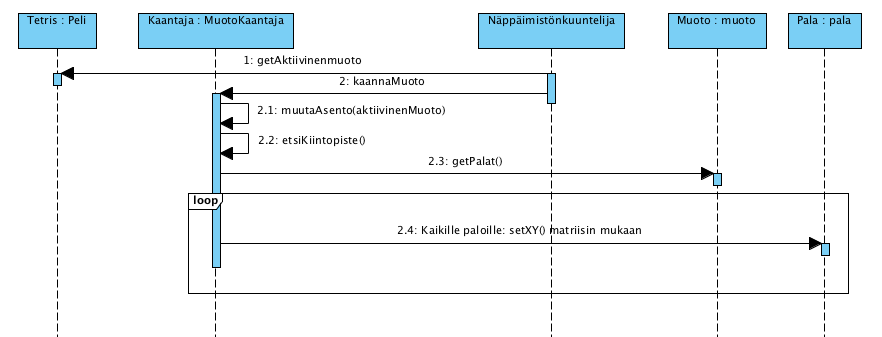 Tetris : Peli
Kaantaja : MuotoKaantaja
Näppäimistönkuuntelija
Muoto : muoto
Pala : pala
1: getAktiivinenmuoto
2: kaannaMuoto
2.1: muutaAsento(aktiivinenMuoto)
2.2: etsiKiintopiste()
2.3: getPalat()
loop
2.4: Kaikille paloille: setXY() matriisin mukaan